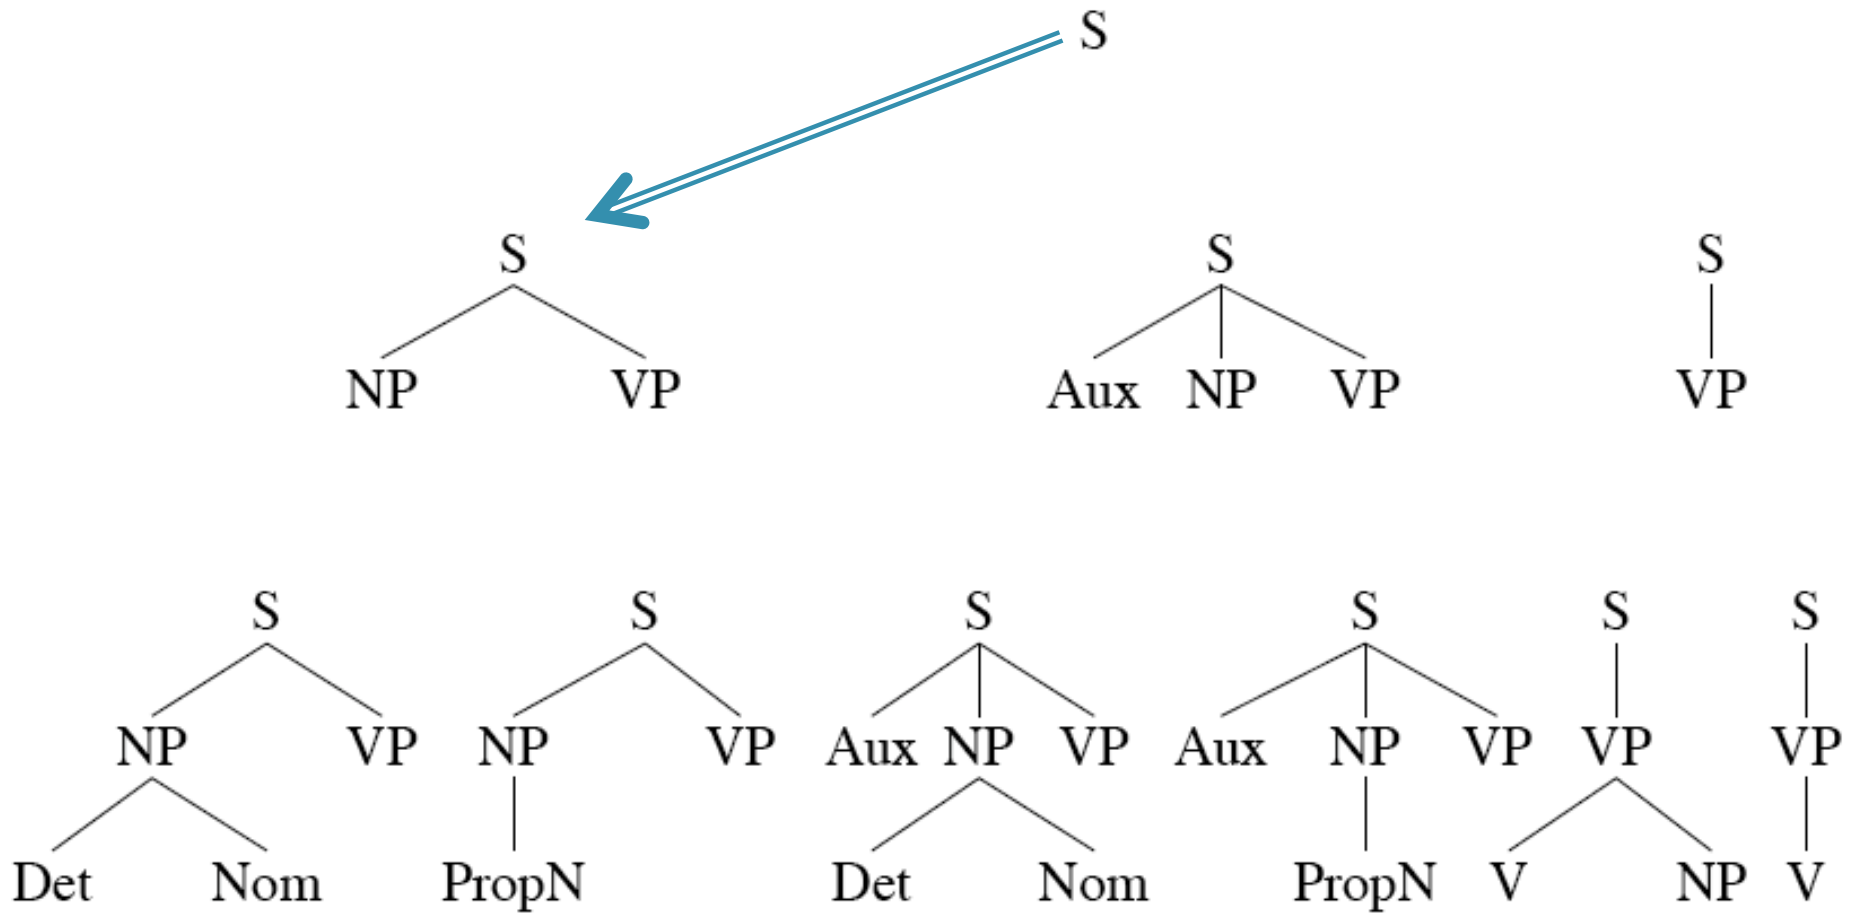 S
S S S
NP VP Aux NP VP VP
S S S S S S
NP VP NP VP Aux NP VP Aux NP VP VP VP
Det Nom PropN Det Nom PropN V NP V